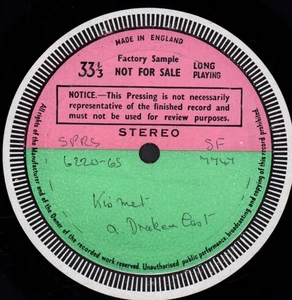 MADE IN ENGLAND
Factory Sample
33⅓ NOT FOR SALE LONG PLAYING
NOTICE.—This Pressing is not necessarily
representative of the finished record and
must not be used for review purposes.
STEREO
SPRS SF
6220-6S 7747
Kismet
a. Drake
All rights of the Manufacturer and of the Owner of the recorded work reserved. Unauthorised public performance, broadcasting and copying of this record prohibited.